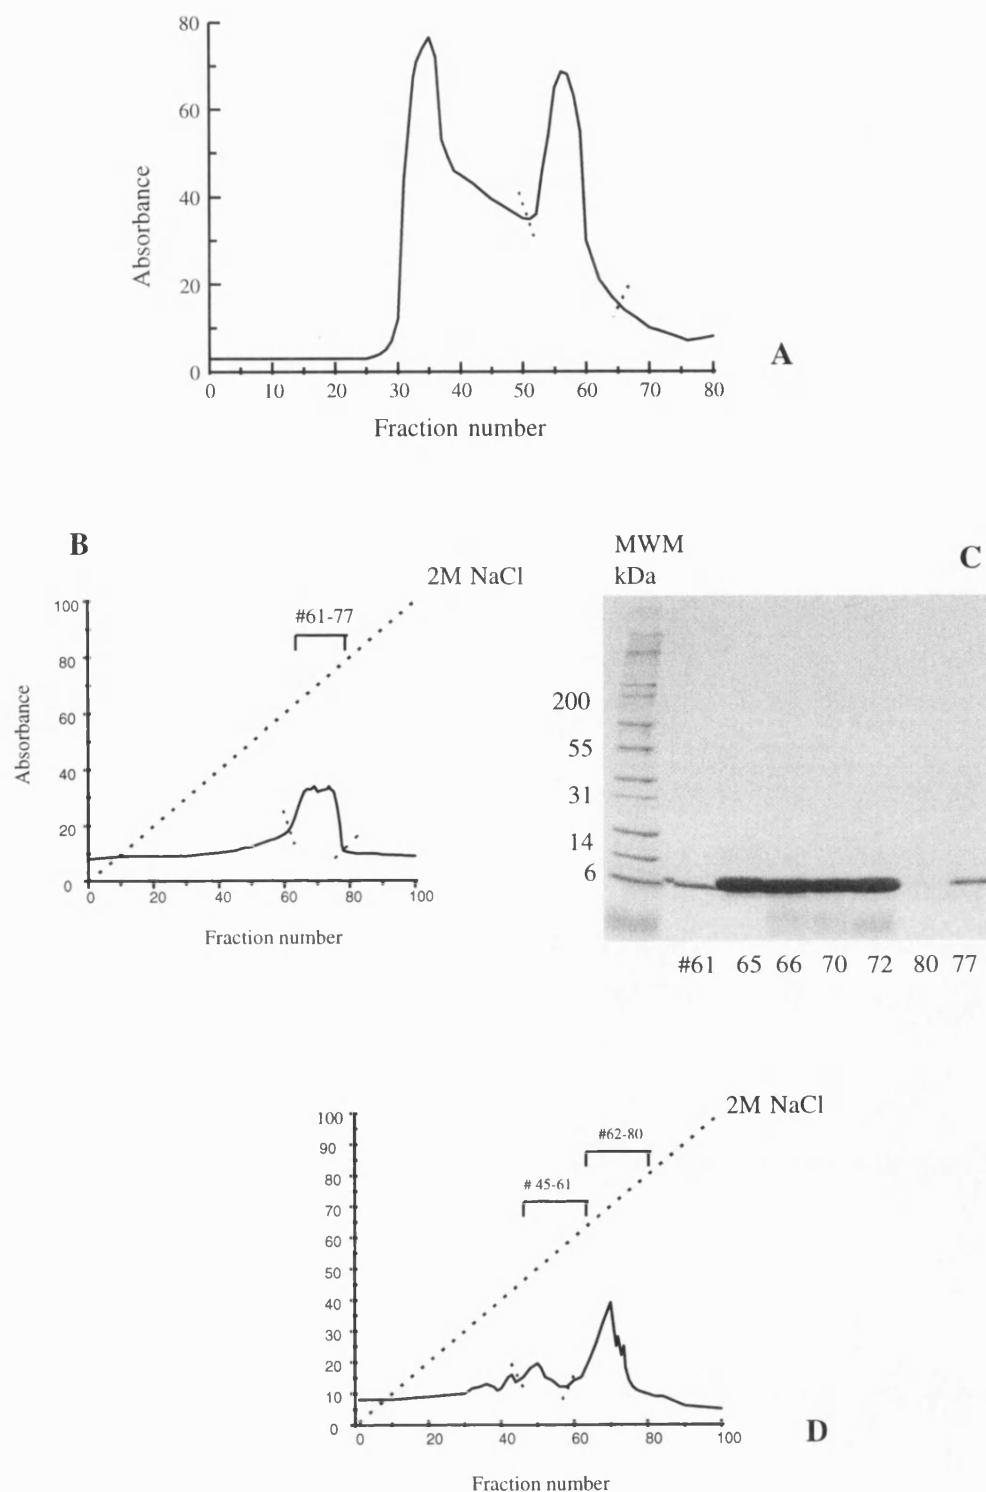 80
60
40
20
0
Absorbance
0 10 20 30 40 50 60 70 80
Fraction number
A
B
2M NaCl
#61-77
100
80
60
40
20
0
Absorbance
0 20 40 60 80 100
Fraction number
MWM
kDa
C
200
55
31
14
6
#61 65 66 70 72 80 77
2M NaCl
#62-80
# 45-61
100
90
80
70
60
50
40
30
20
10
0
0 20 40 60 80 100
Fraction number
D